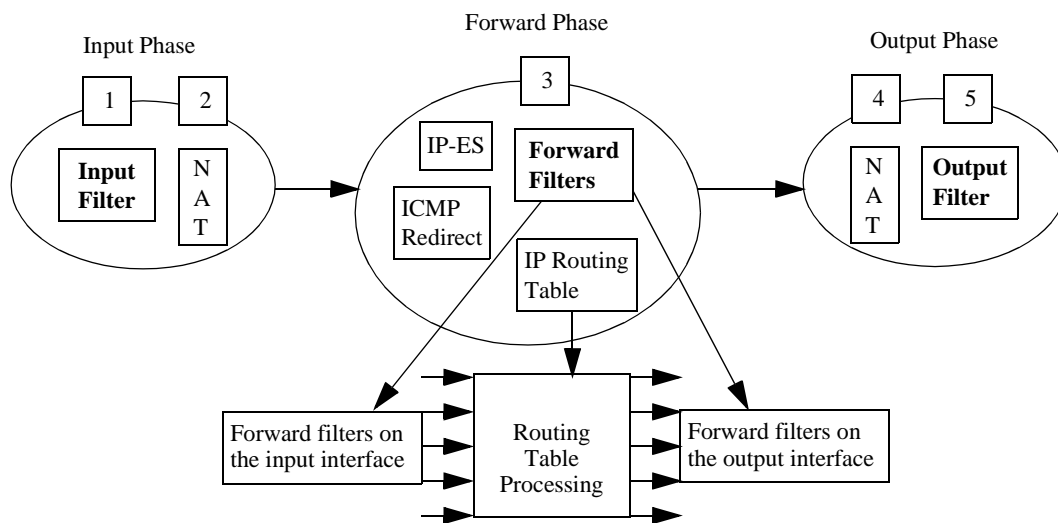 Input Phase
Forward Phase
Output Phase
1
2
3
4
5
Input
Filter
N
A
T
IP-ES
Forward
Filters
ICMP
Redirect
IP Routing
Table
N
A
T
Output
Filter
Forward filters on
the input interface
Routing
Table
Processing
Forward filters on
the output interface